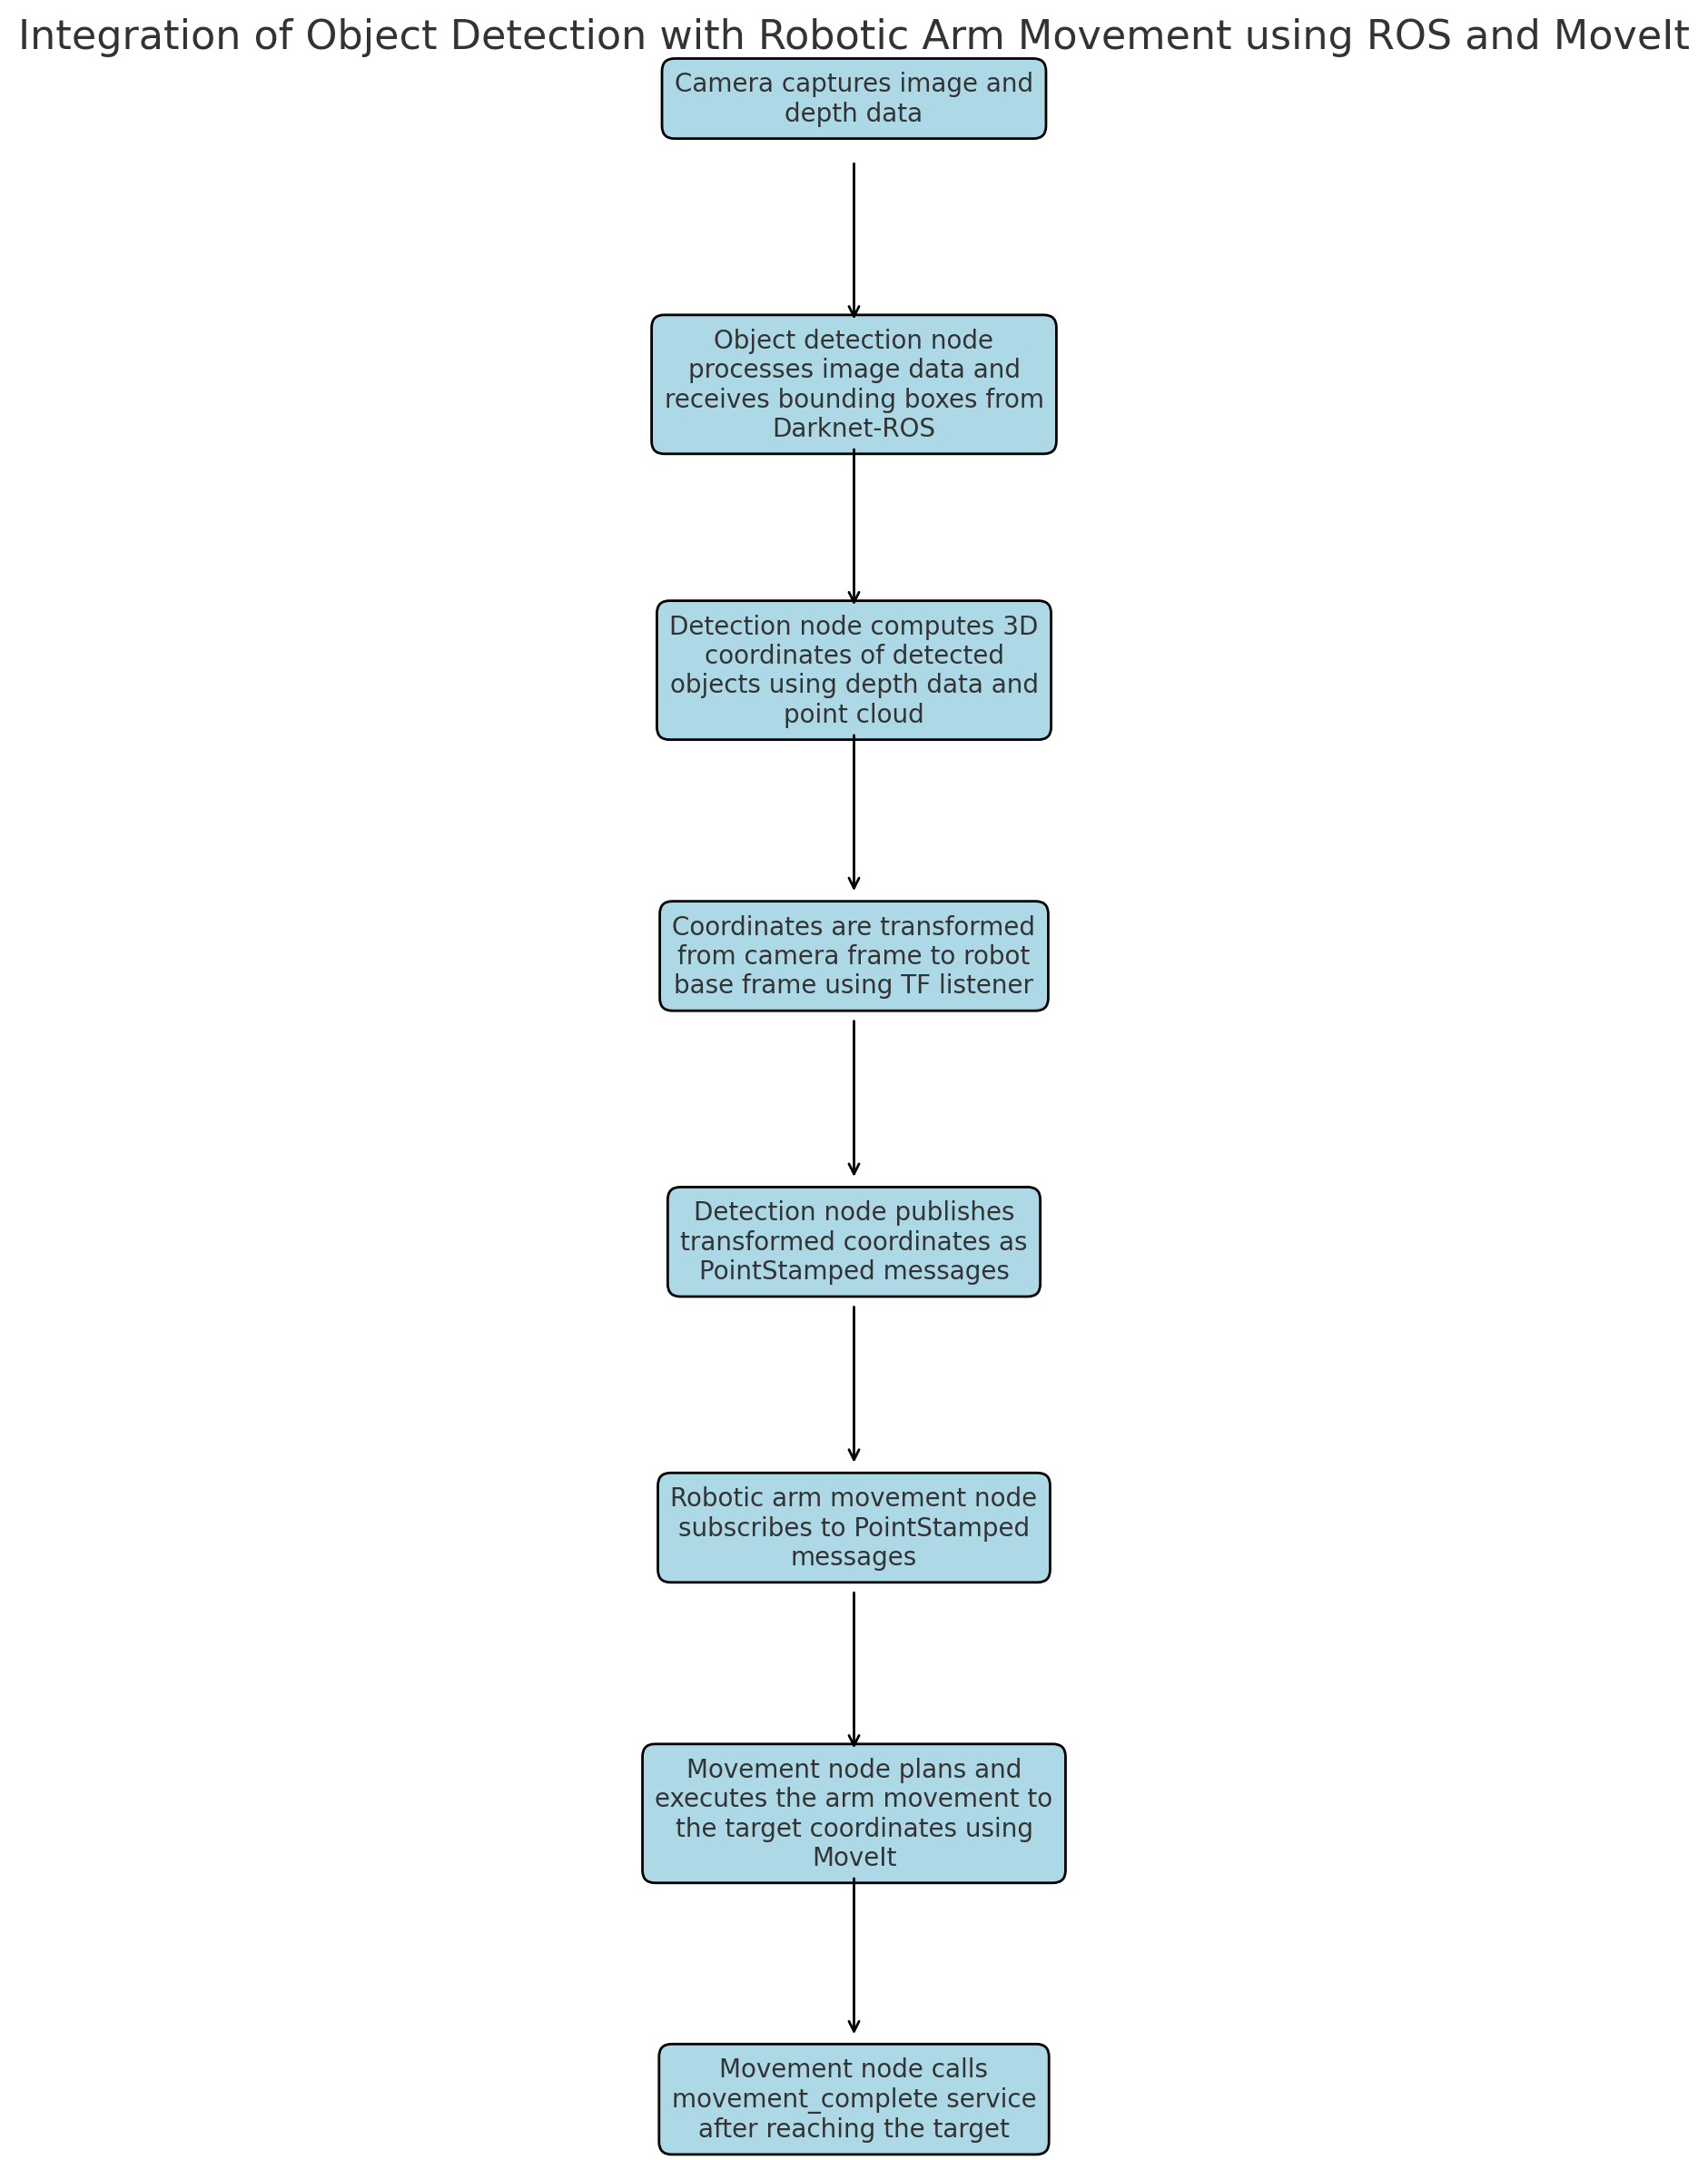 Integration of Object Detection with Robotic Arm Movement using ROS and MoveIt
Camera captures image and
depth data
Object detection node
processes image data and
receives bounding boxes from
Darknet-ROS
Detection node computes 3D
coordinates of detected
objects using depth data and
point cloud
Coordinates are transformed
from camera frame to robot
base frame using TF listener
Detection node publishes
transformed coordinates as
PointStamped messages
Robotic arm movement node
subscribes to PointStamped
messages
Movement node plans and
executes the arm movement to
the target coordinates using
MoveIt
Movement node calls
movement_complete service
after reaching the target